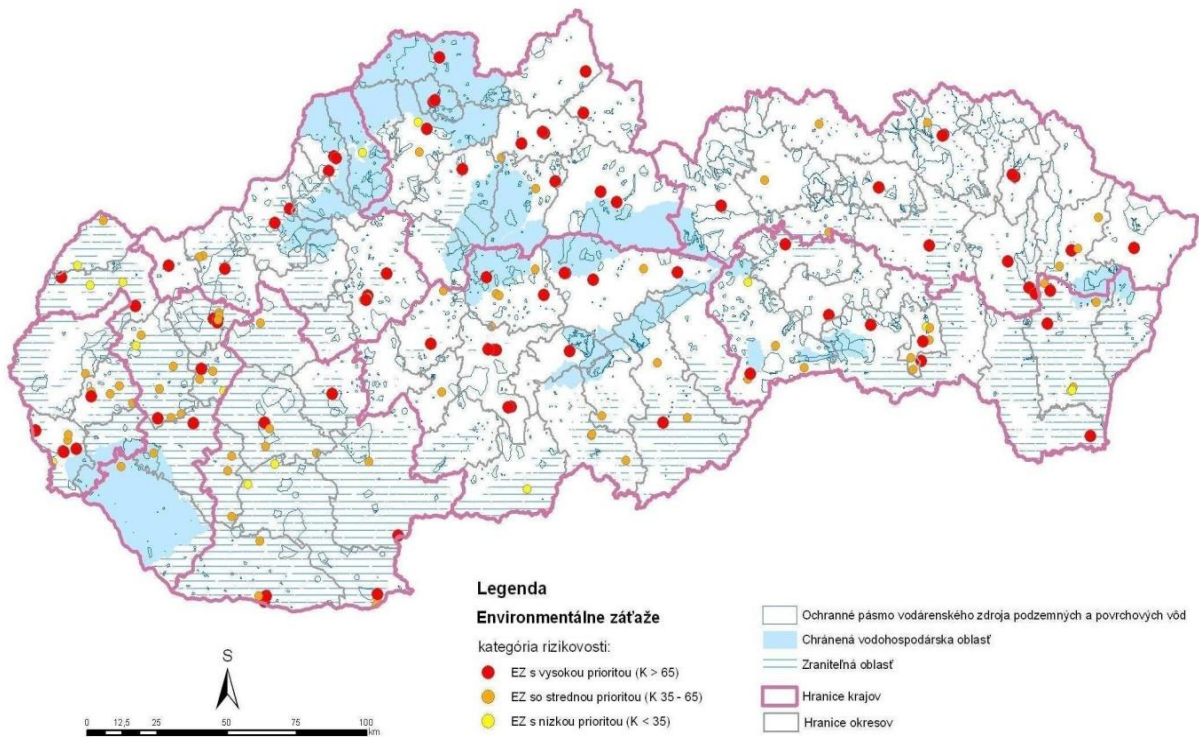 Legenda
Environmentálne záťaže
kategória rizikovosti:
EZ s vysokou prioritou (K > 65)
EZ so strednou prioritou (K 35 - 65)
EZ s nízkou prioritou (K < 35)
Ochranné pásmo vodárenského zdroja podzemných a povrchových vôd
Chránená vodohospodárska oblasť
Zraniteľná oblasť
Hranice krajov
Hranice okresov
S
0 12,5 25 50 75 100
km